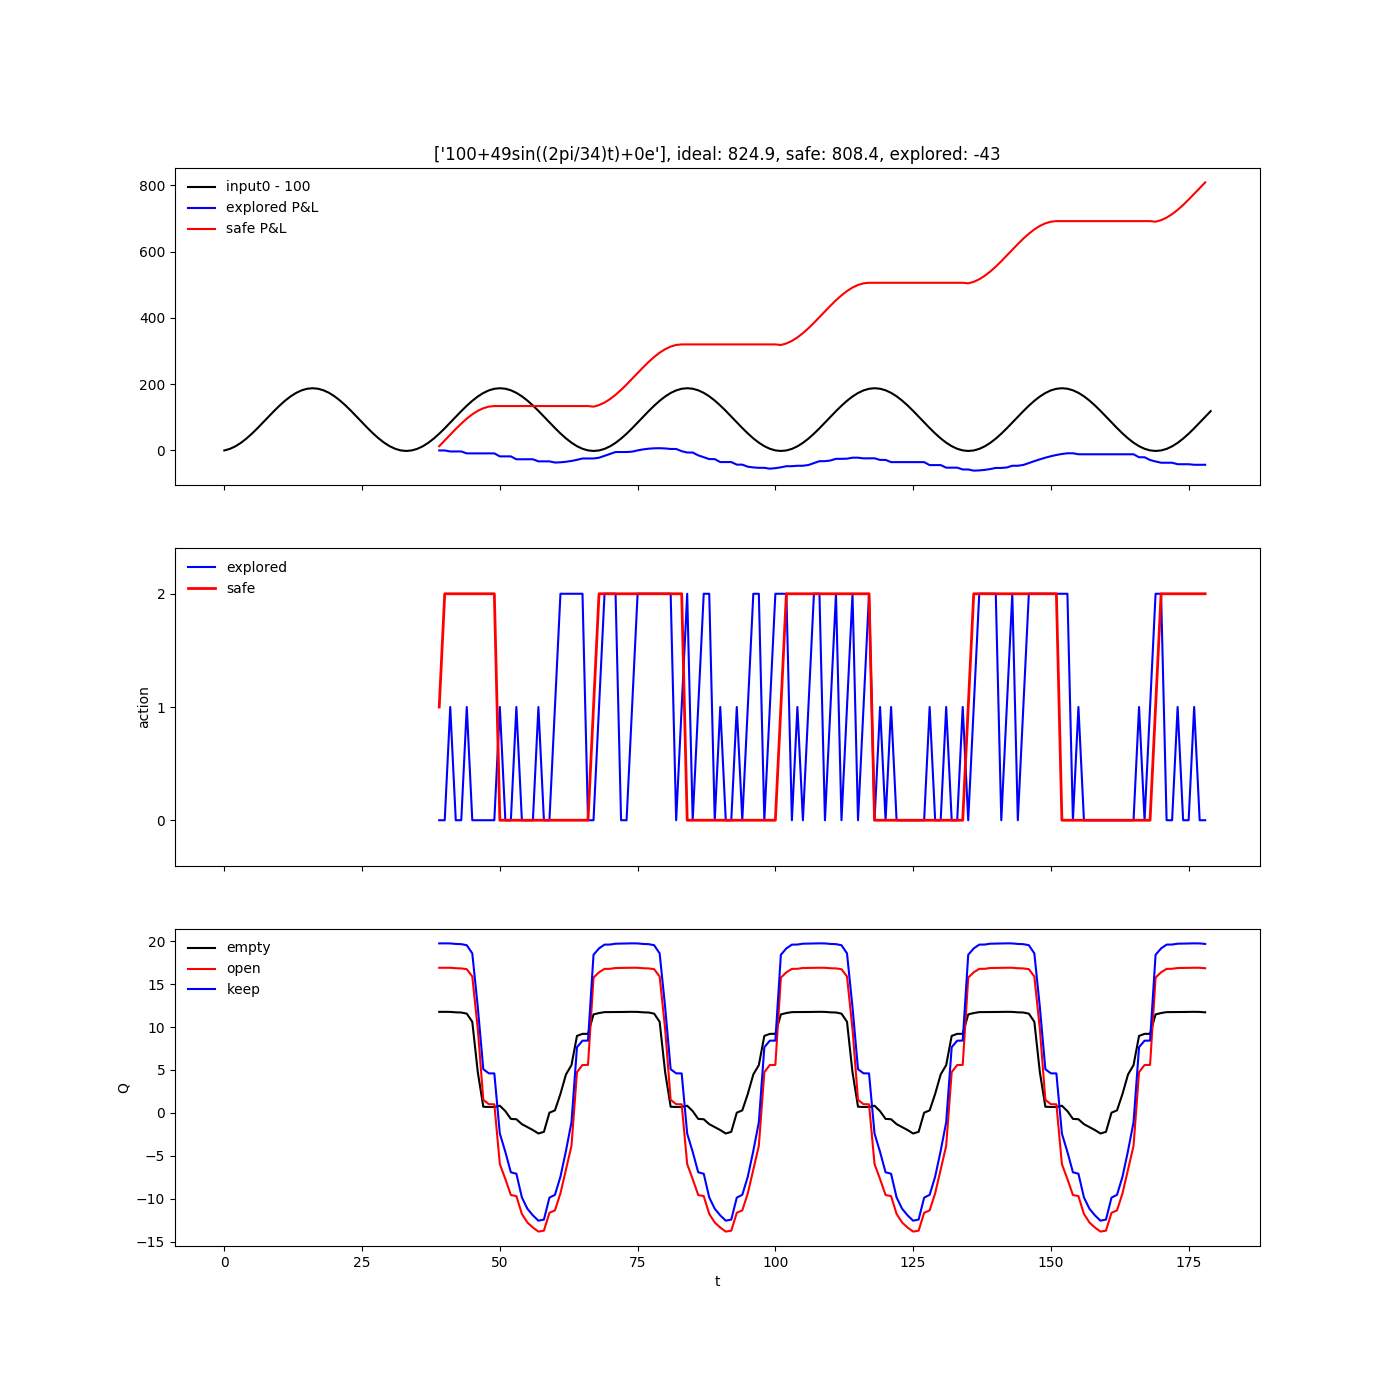 ['100+49sin((2pi/34)t)+0e'], ideal: 824.9, safe: 808.4, explored: -43
800
600
400
200
0
input0 - 100
explored P&L
safe P&L
action
2
1
0
explored
safe
Q
20
15
10
5
0
−5
−10
−15
empty
open
keep
0 25 50 75 100 125 150 175
t